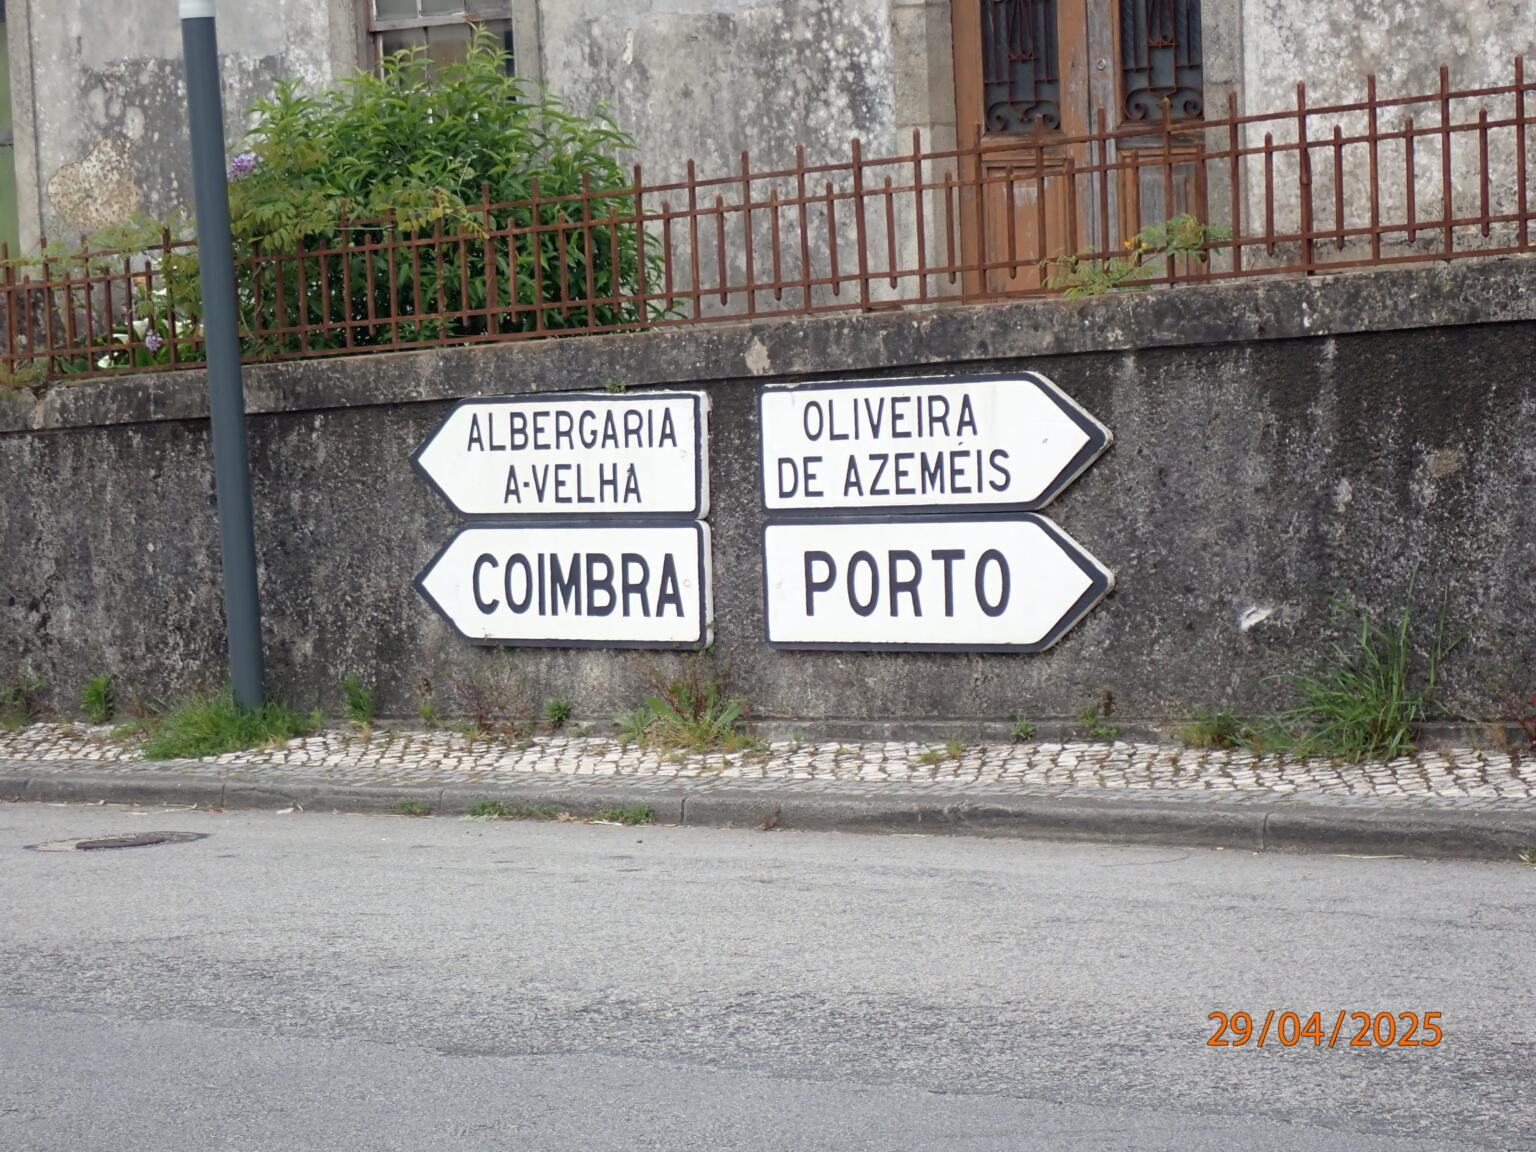 ALBERGARIA
A-VELHA
COIMBRA
OLIVEIRA
DE AZEMÉIS
PORTO
29/04/2025